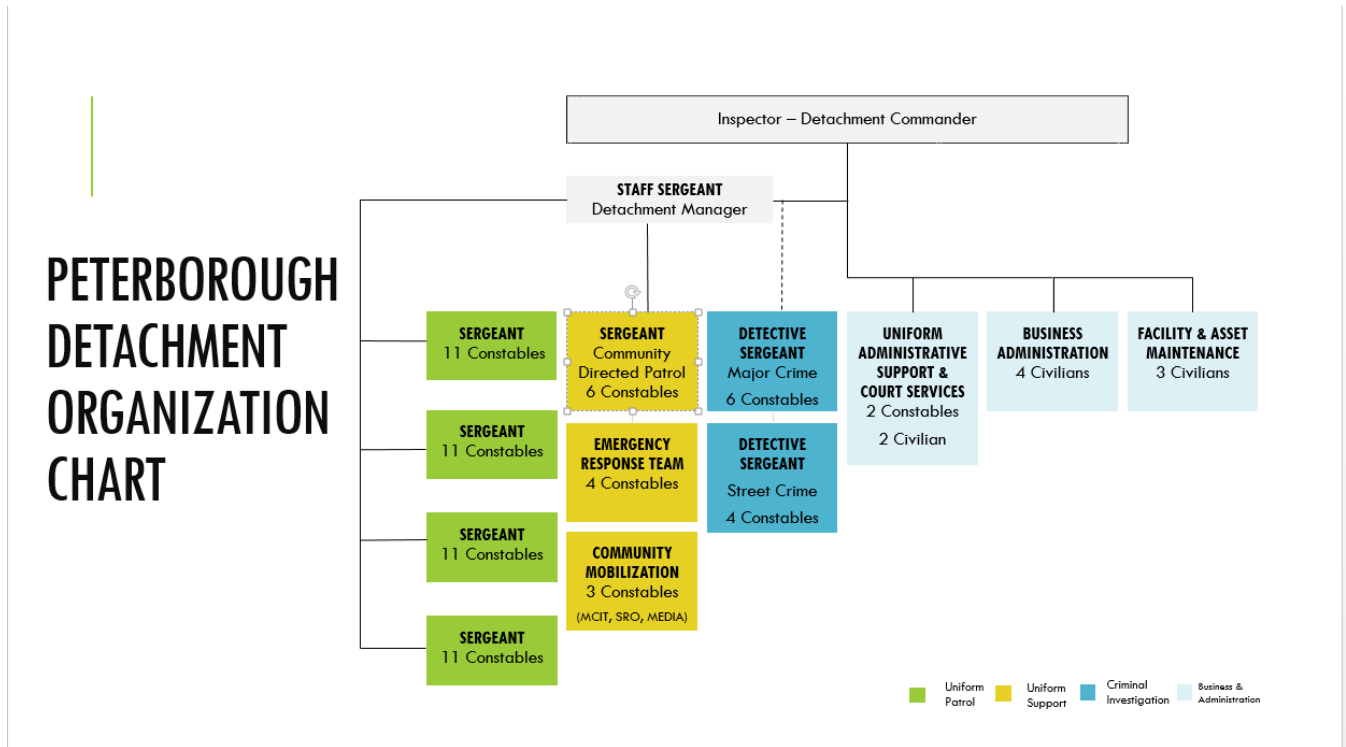 PETERBOROUGH
DETACHMENT
ORGANIZATION
CHART
Inspector – Detachment Commander
STAFF SERGEANT
Detachment Manager
SERGEANT
11 Constables
SERGEANT
11 Constables
SERGEANT
11 Constables
SERGEANT
11 Constables
SERGEANT
Community
Directed Patrol
6 Constables
EMERGENCY
RESPONSE TEAM
4 Constables
COMMUNITY
MOBILIZATION
3 Constables
(MCIT, SRO, MEDIA)
DETECTIVE
SERGEANT
Major Crime
6 Constables
DETECTIVE
SERGEANT
Street Crime
4 Constables
UNIFORM
ADMINISTRATIVE
SUPPORT &
COURT SERVICES
2 Constables
2 Civilian
BUSINESS
ADMINISTRATION
4 Civilians
FACILITY & ASSET
MAINTENANCE
3 Civilians
Uniform
Patrol
Uniform
Support
Criminal
Investigation
Business &
Administration